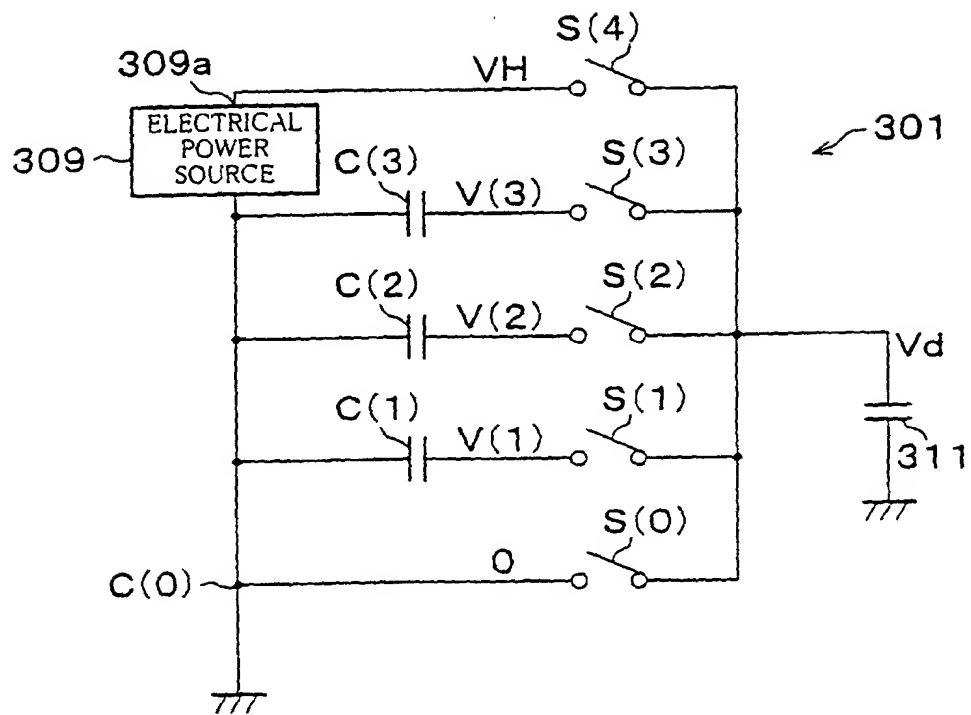 S(4)
309a
VH
301
ELECTRICAL
POWER
SOURCE
309
C(3)
V(3)
S(3)
C(2)
V(2)
S(2)
Vd
C(1)
V(1)
S(1)
311
S(0)
0
C(0)